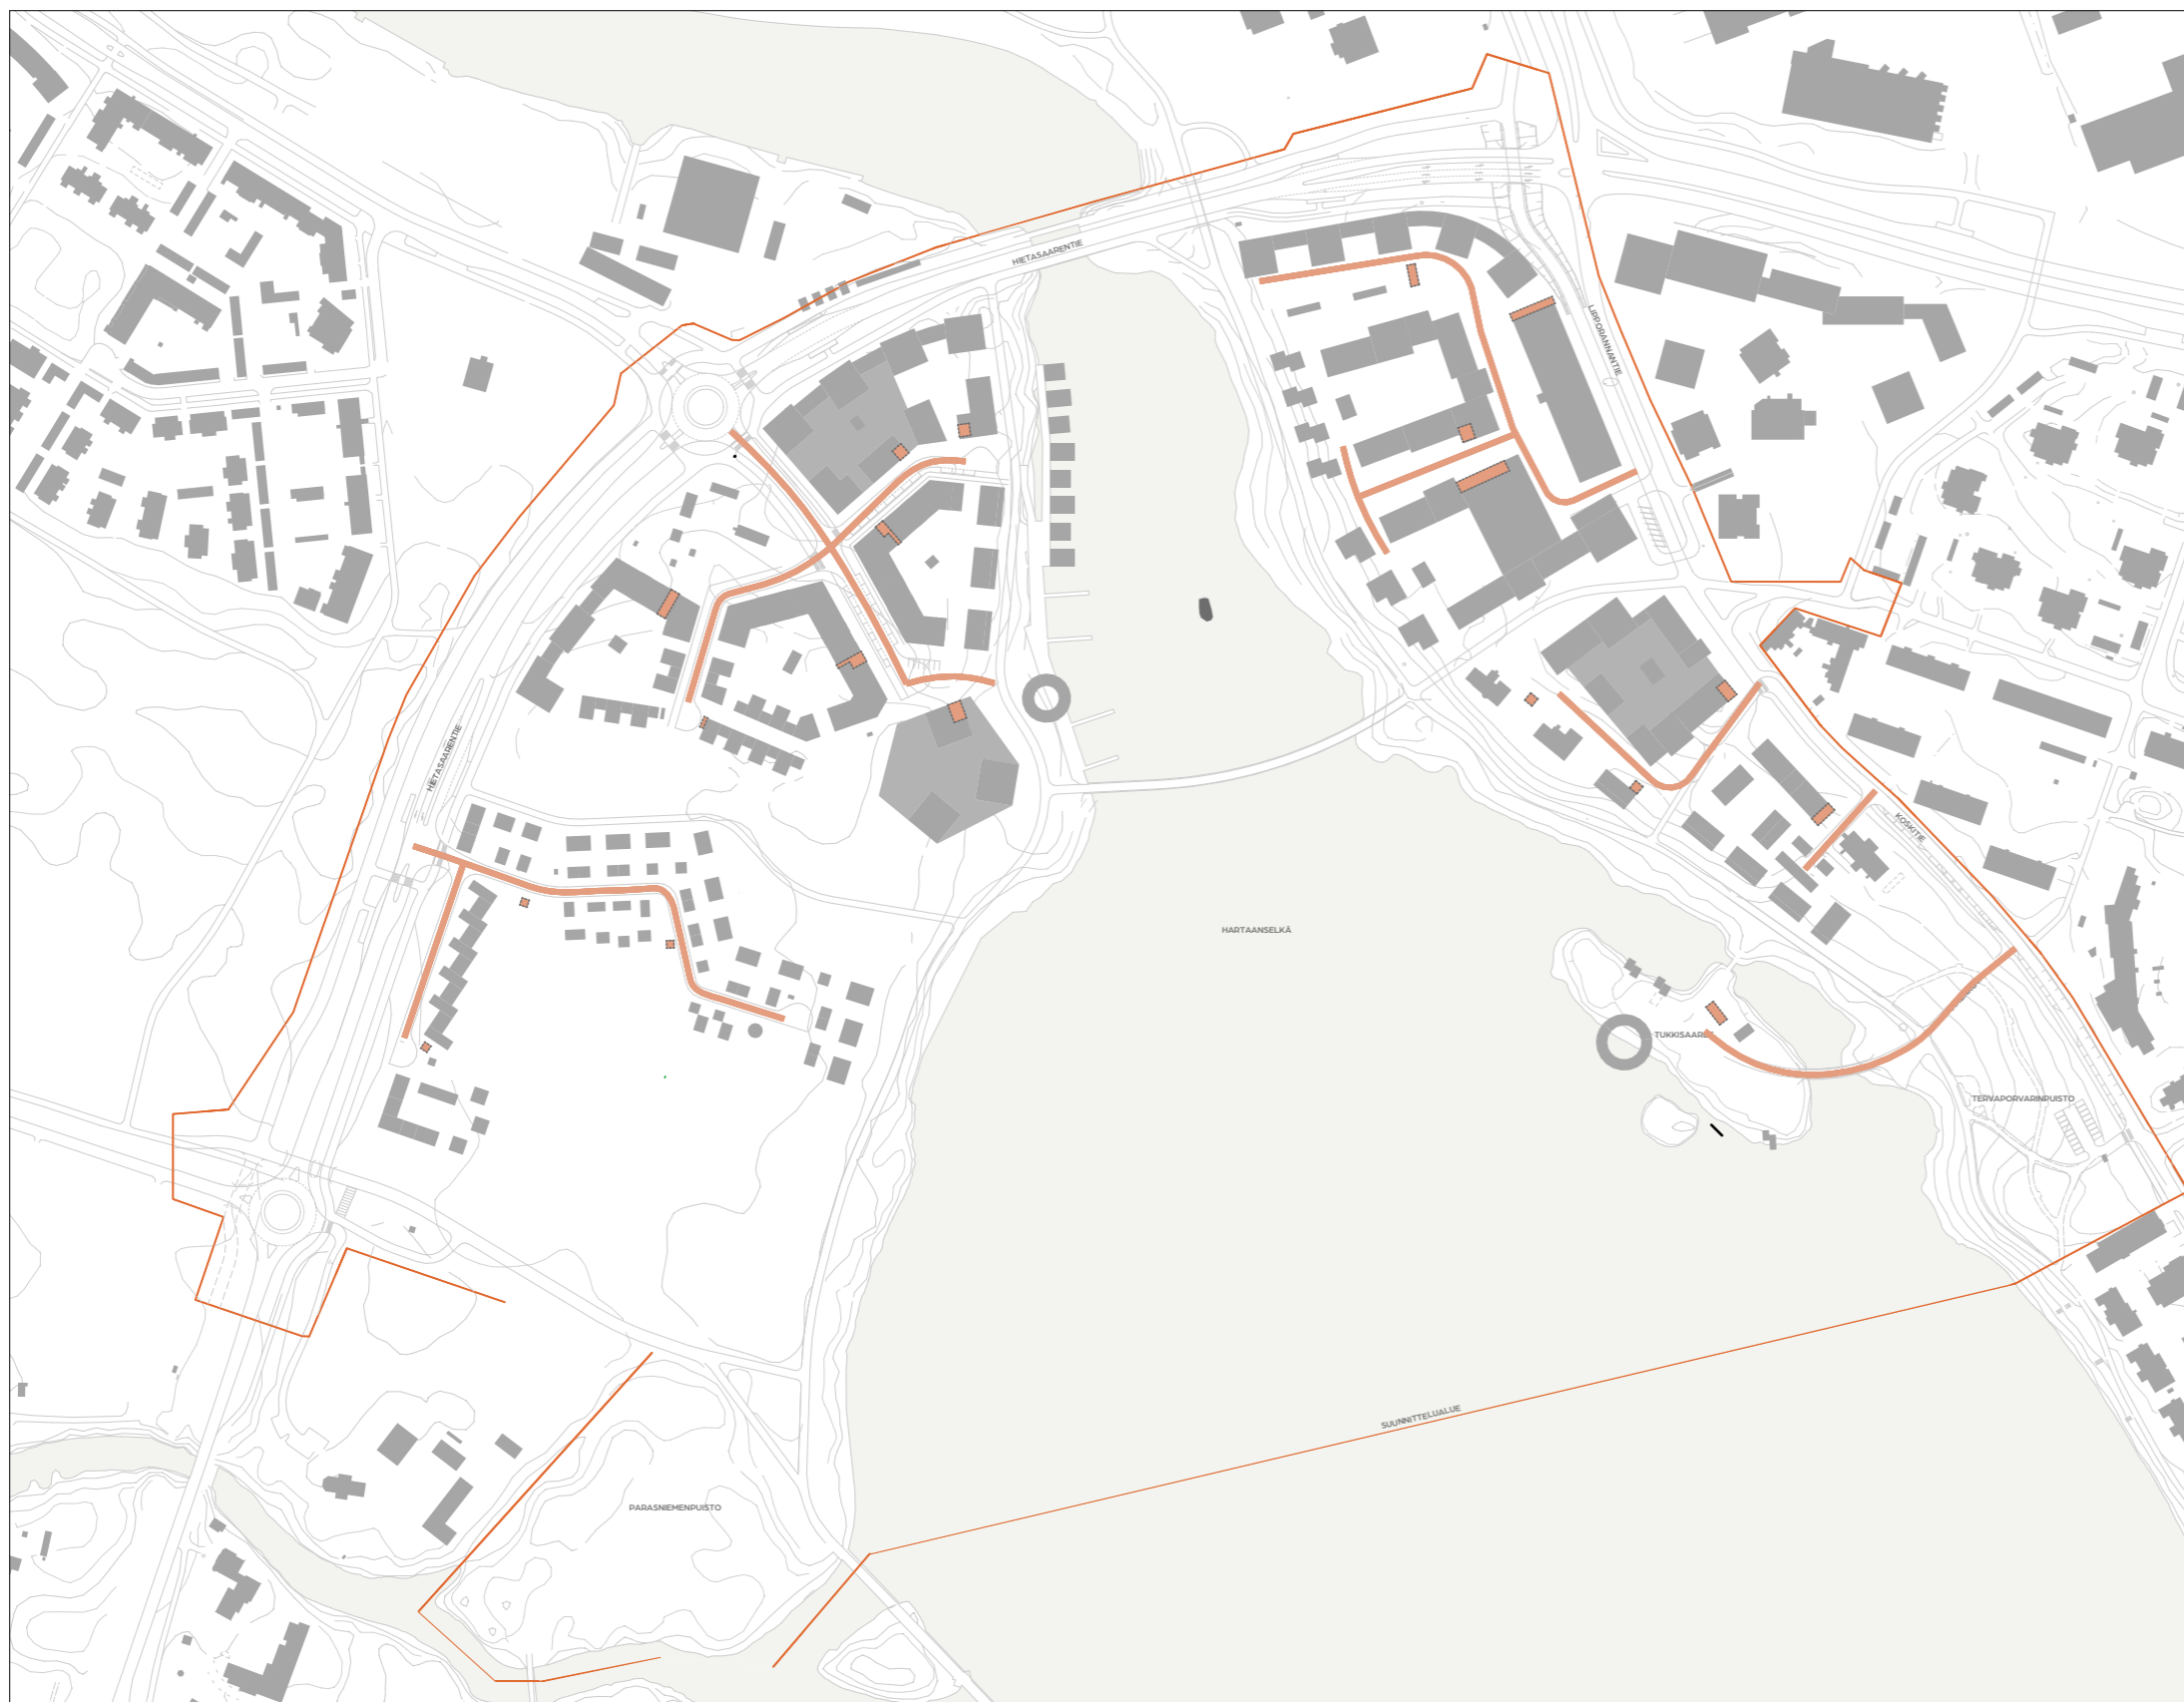 HIETASAARENTIE
LIPPORANNANTIE
HIETASAARENTIE
KOSKITIE
HARTAANSELKÄ
TUKKISAARI
TERVAPORVARINPUISTO
SUUNNITTELUALUE
PARASNIEMENPUISTO